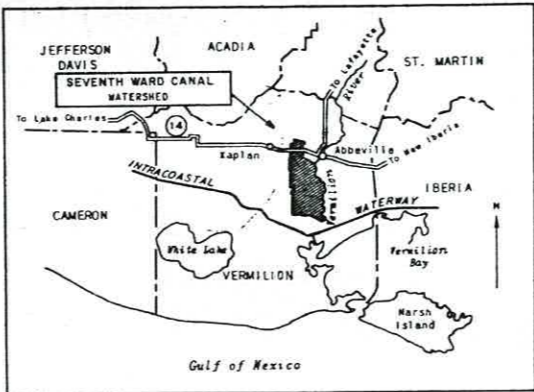 JEFFERSON
DAVIS
ACADIA
ST. MARTIN
SEVENTH WARD CANAL
WATERSHED
To Lafayette
River
To Lake Charles
14
Kaplan
Abbeville
To New Iberia
Vermilion
INTRACOASTAL
WATERWAY
IBERIA
CAMERON
N
White Lake
VERMILION
Vermilion
Bay
Marsh
Island
Gulf of Mexico